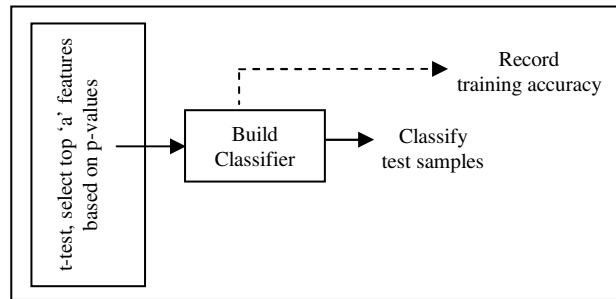 t-test, select top ‘a’ features
based on p-values
Build
Classifier
Record
training accuracy
Classify
test samples